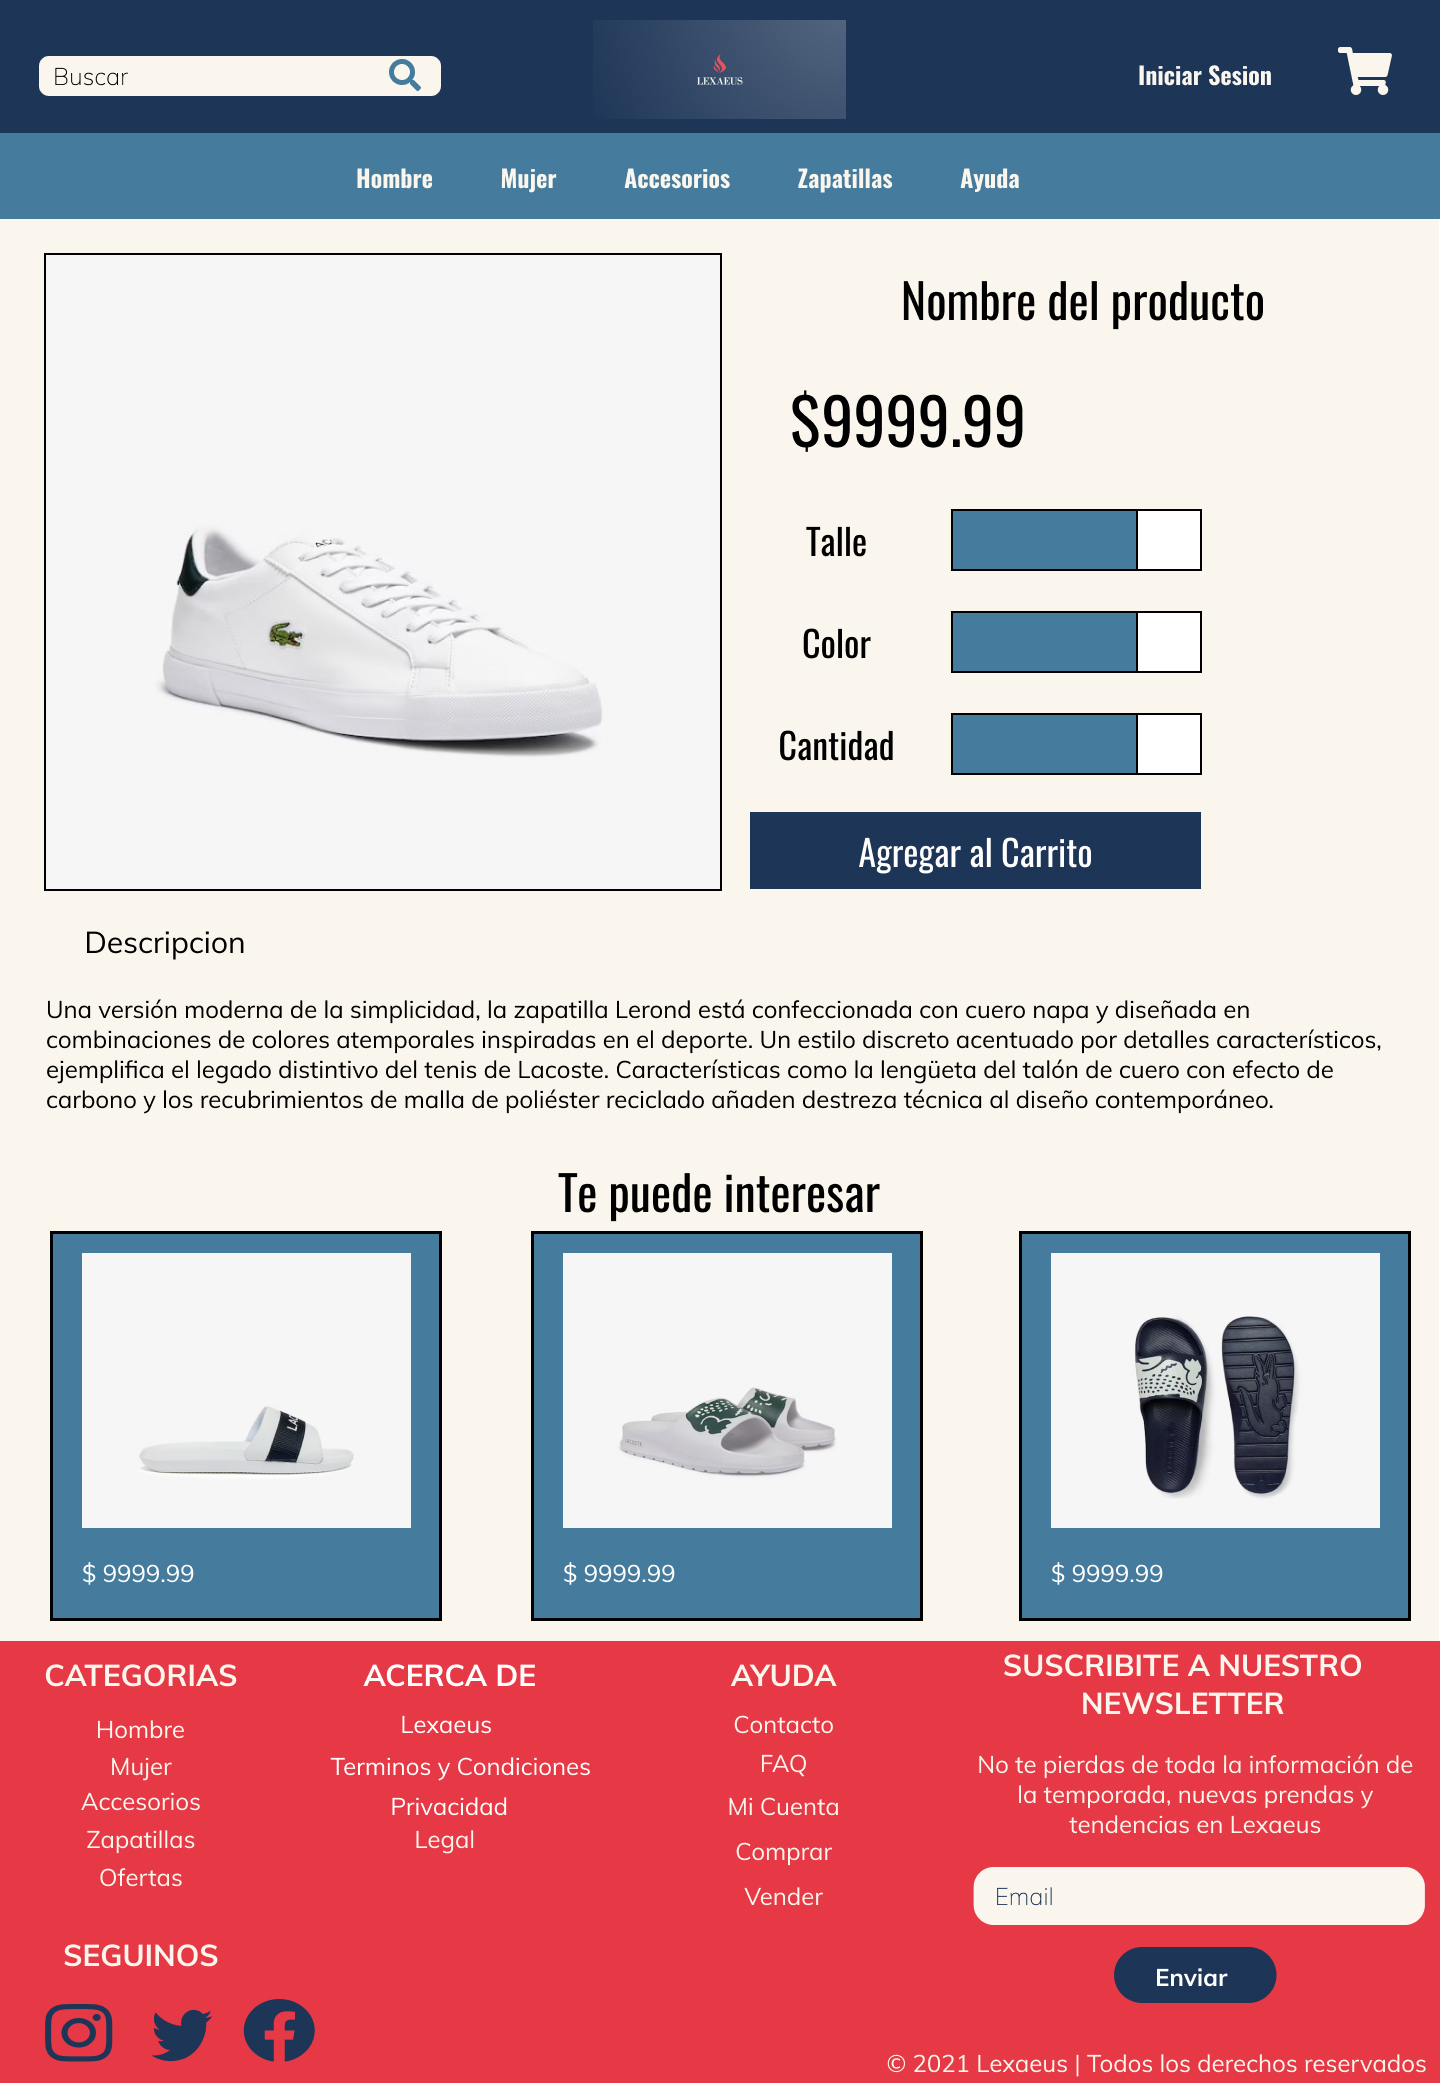 Buscar
LEXAEUS
Iniciar Sesion
Hombre Mujer Accesorios Zapatillas Ayuda
Nombre del producto
$9999.99
Talle
Color
Cantidad
Agregar al Carrito
Descripcion
Una versión moderna de la simplicidad, la zapatilla Lerond está confeccionada con cuero napa y diseñada en
combinaciones de colores atemporales inspiradas en el deporte. Un estilo discreto acentuado por detalles característicos,
ejemplifica el legado distintivo del tenis de Lacoste. Características como la lengüeta del talón de cuero con efecto de
carbono y los recubrimientos de malla de poliéster reciclado añaden destreza técnica al diseño contemporáneo.
Te puede interesar
$ 9999.99
$ 9999.99
$ 9999.99
CATEGORIAS
Hombre
Mujer
Accesorios
Zapatillas
Ofertas
ACERCA DE
Lexaeus
Terminos y Condiciones
Privacidad
Legal
AYUDA
Contacto
FAQ
Mi Cuenta
Comprar
Vender
SUSCRIBITE A NUESTRO
NEWSLETTER
No te pierdas de toda la información de
la temporada, nuevas prendas y
tendencias en Lexaeus
Email
Enviar
SEGUINOS
© 2021 Lexaeus | Todos los derechos reservados